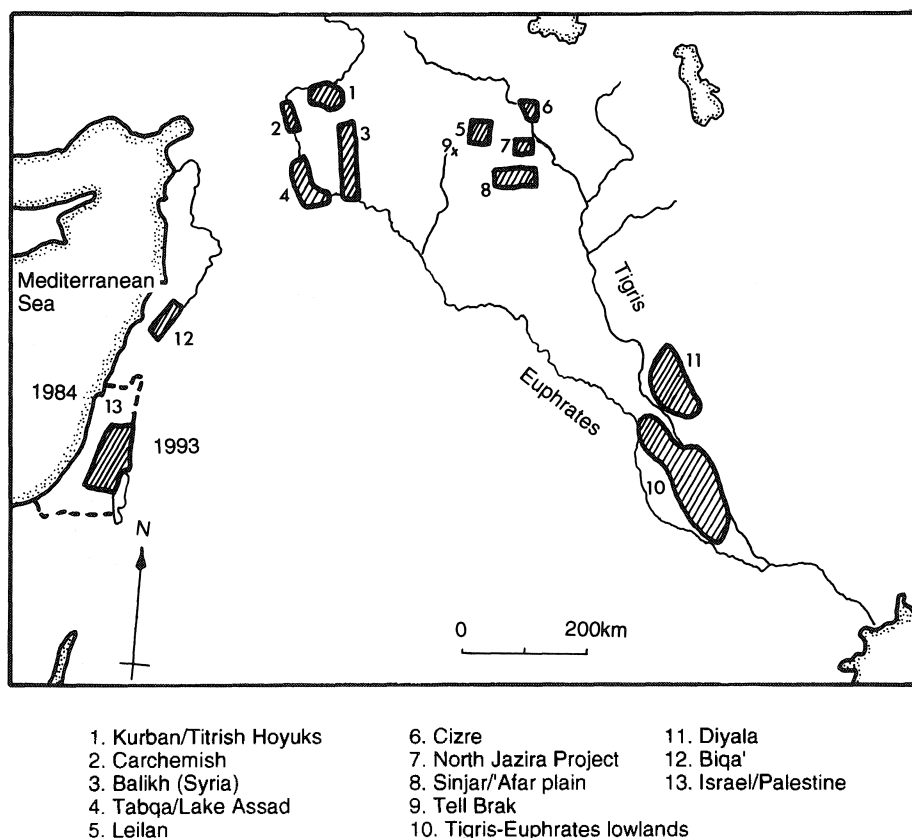 1
2
3
4
5
6
7
8
9x
Mediterranean
Sea
12
Tigris
11
Euphrates
1984
13
1993
10
N
0 200km
1. Kurban/Titrish Hoyuks
2. Carchemish
3. Balikh (Syria)
4. Tabqa/Lake Assad
5. Leilan
6. Cizre
7. North Jazira Project
8. Sinjar/'Afar plain
9. Tell Brak
10. Tigris-Euphrates lowlands
11. Diyala
12. Biqa'
13. Israel/Palestine